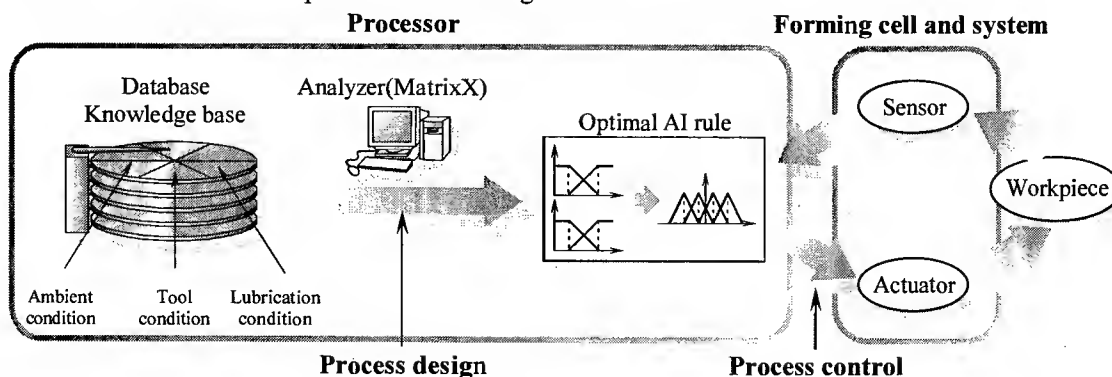 Processor
Forming cell and system
Database
Knowledge base
Analyzer(MatrixX)
Optimal AI rule
Sensor
Workpiece
Actuator
Ambient
condition
Tool
condition
Lubrication
condition
Process design
Process control